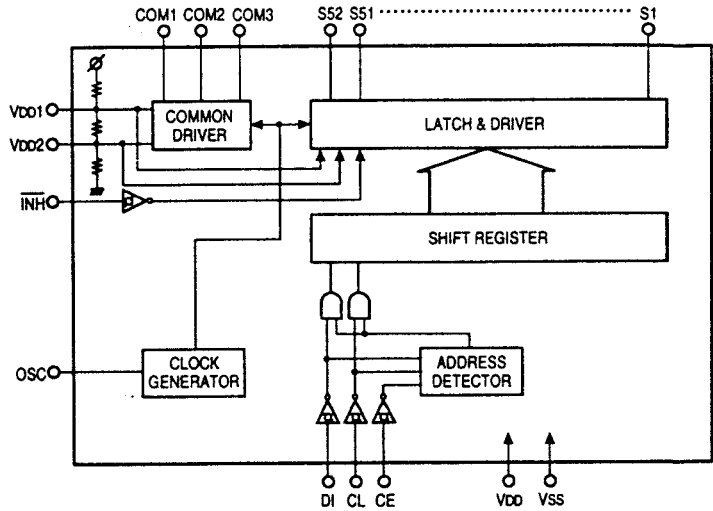 COM1 COM2 COM3 S52 S51 S1
VDD1
COMMON
DRIVER
LATCH & DRIVER
VDD2
INH
SHIFT REGISTER
OSC
CLOCK
GENERATOR
ADDRESS
DETECTOR
DI CL CE VDD VSS